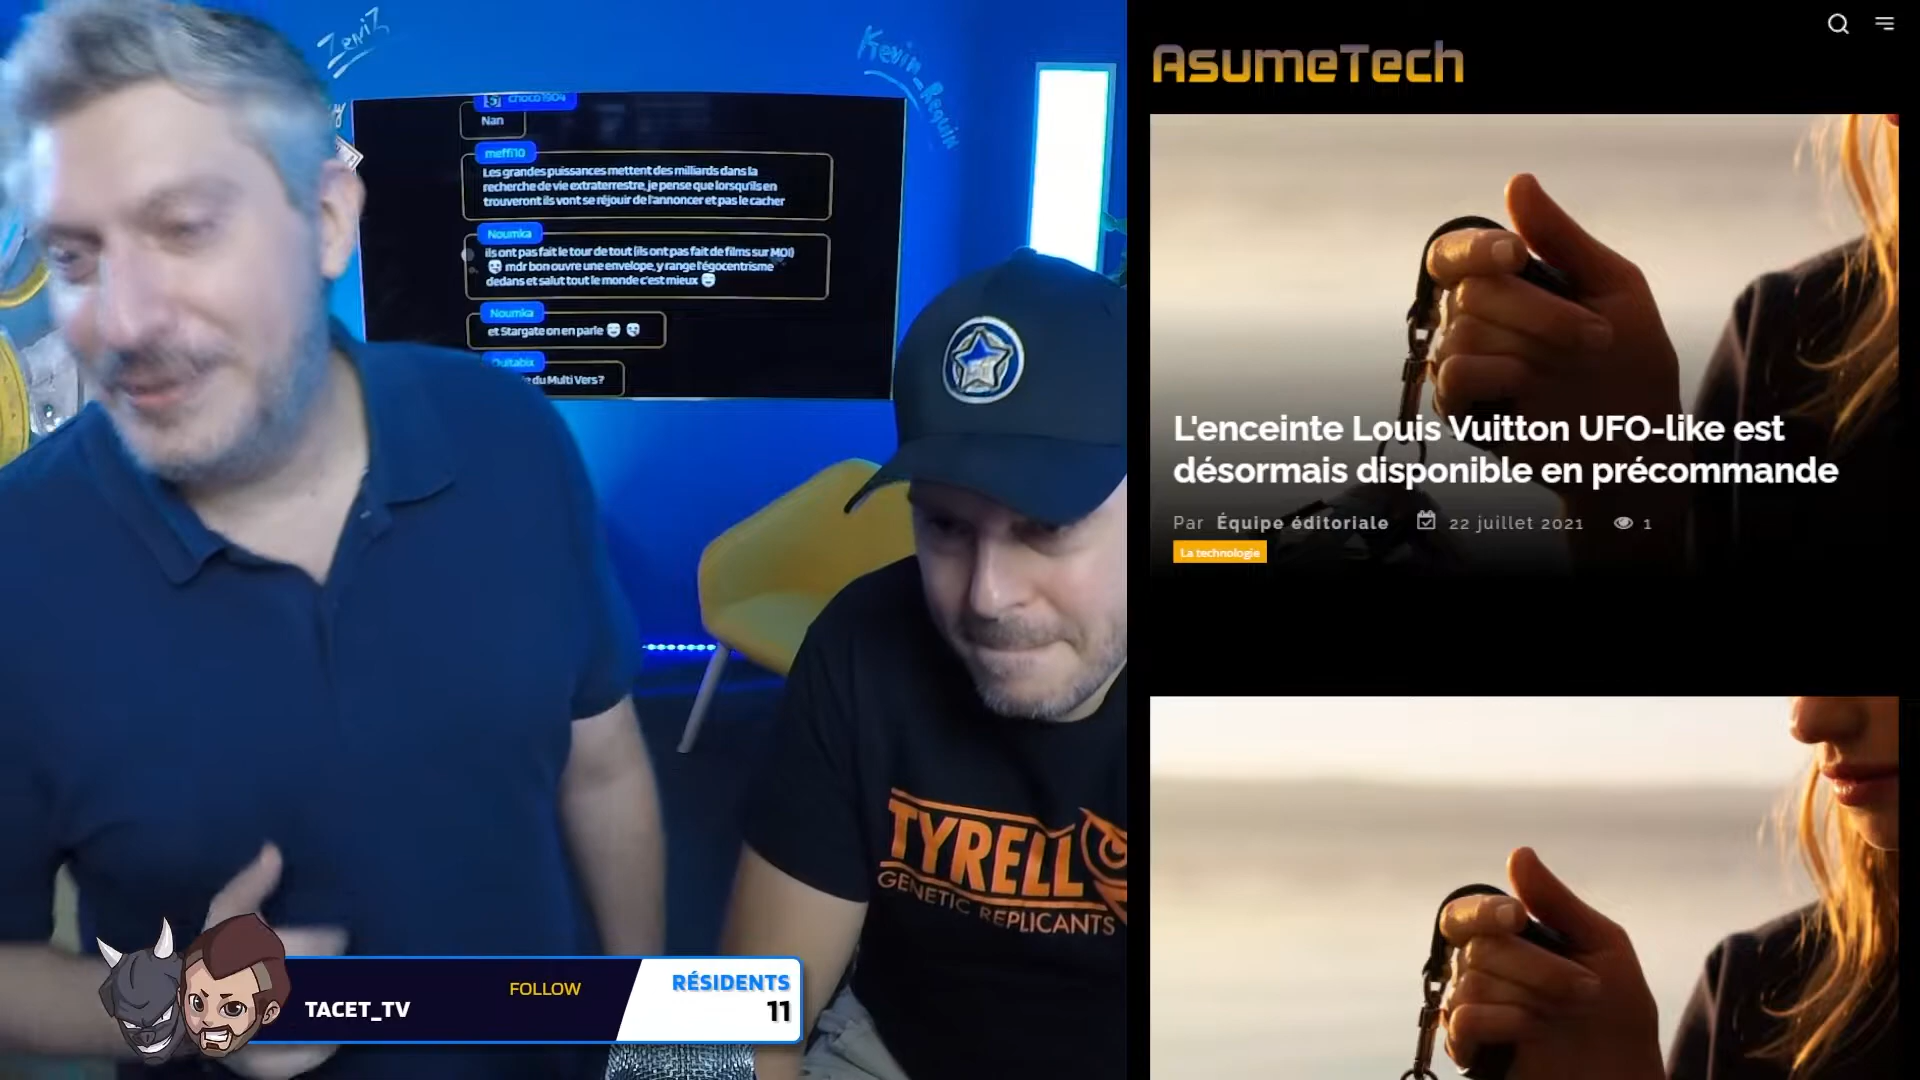 Zeniz
Kevin_Requin
choco1904
Nan
meffi10
Les grandes puissances mettent des milliards dans la
recherche de vie extraterrestre, je pense que lorsqu'ils en
trouveront ils vont se réjouir de l'annoncer et pas le cacher
Noumka
ils ont pas fait le tour de tout (ils ont pas fait de films sur MOI)
mdr bon ouvre une envelope, y range l'égocentrisme
dedans et salut tout le monde c'est mieux
Noumka
et Stargate on en parle
Quitabix
du Multi Vers?
TYRELL
GENETIC REPLICANTS
TACET_TV
FOLLOW
RÉSIDENTS
11
AsumeTech
L'enceinte Louis Vuitton UFO-like est
désormais disponible en précommande
Par Équipe éditoriale 22 juillet 2021 1
La technologie